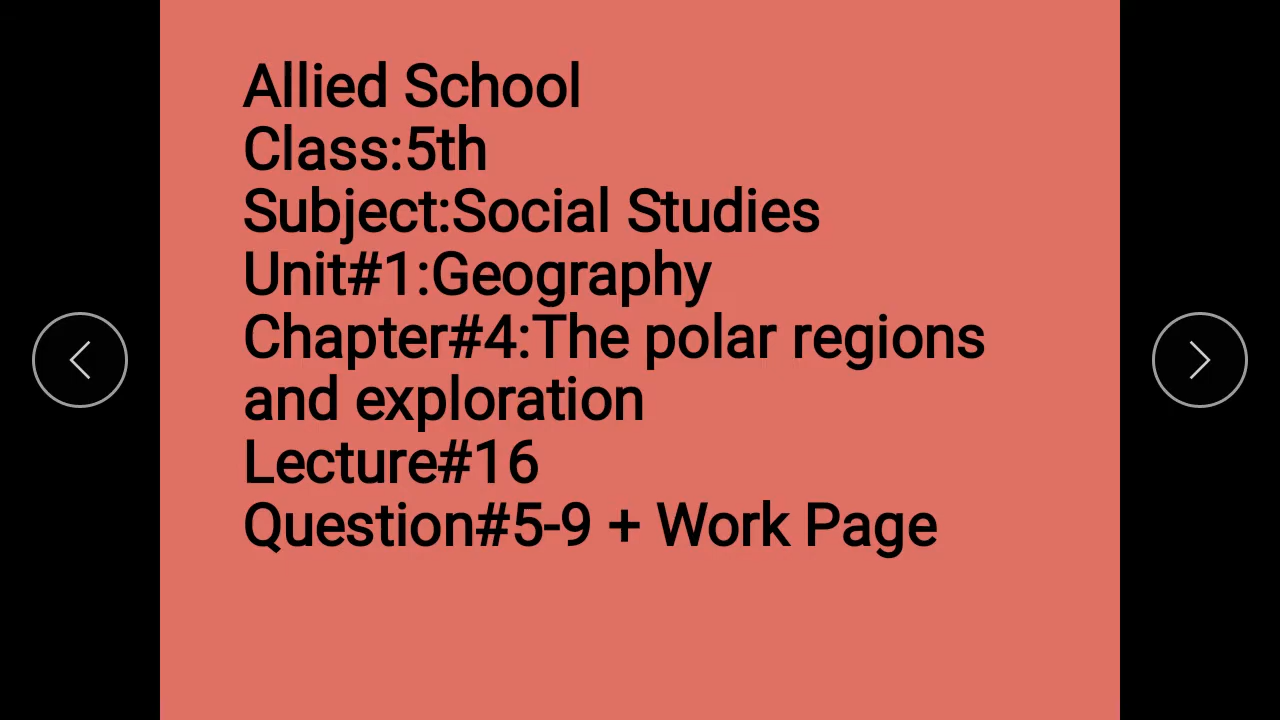 Allied School
Class:5th
Subject:Social Studies
Unit#1:Geography
Chapter#4:The polar regions
and exploration
Lecture#16
Question#5-9 + Work Page